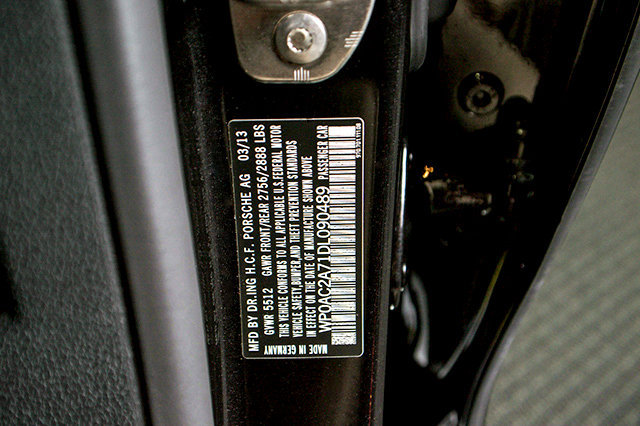 MFD BY DR.ING H.C.F. PORSCHE AG 03/13
GVWR 5512 GAWR FRONT/REAR 2756/2888 LBS
THIS VEHICLE CONFORMS TO ALL APPLICABLE U.S.FEDERAL MOTOR
VEHICLE SAFETY,BUMPER,AND THEFT PREVENTION STANDARDS
IN EFFECT ON THE DATE OF MANUFACTURE SHOWN ABOVE
WP0AC2A71DL090489 PASSENGER CAR
MADE IN GERMANY